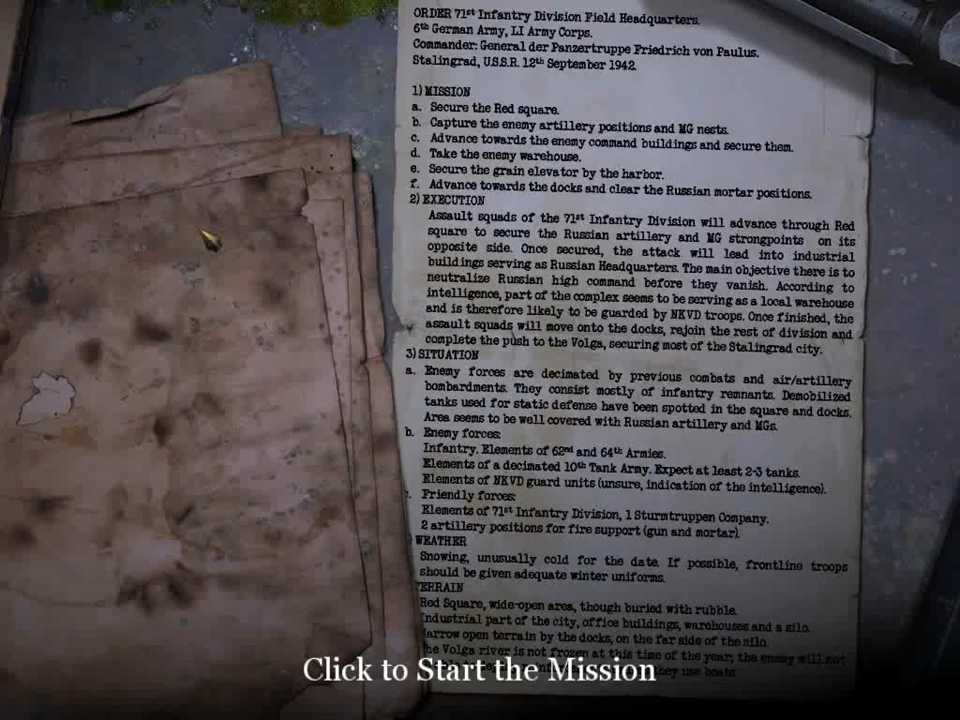 ORDER 71st Infantry Division Field Headquarters.
6th German Army, LI Army Corps.
Commander: General der Panzertruppe Friedrich von Paulus.
Stalingrad, U.S.S.R. 12th September 1942.
1) MISSION
a. Secure the Red square.
b. Capture the enemy artillery positions and MG nests.
c. Advance towards the enemy command buildings and secure them.
d. Take the enemy warehouse.
e. Secure the grain elevator by the harbor.
f. Advance towards the docks and clear the Russian mortar positions.
2) EXECUTION
Assault squads of the 71st Infantry Division will advance through Red
square to secure the Russian artillery and MG strongpoints on its
opposite side. Once secured, the attack will lead into industrial
buildings serving as Russian Headquarters. The main objective there is to
neutralize Russian high command before they vanish. According to
intelligence, part of the complex seems to be serving as a local warehouse
and is therefore likely to be guarded by NKVD troops. Once finished, the
assault squads will move onto the docks, rejoin the rest of division and
complete the push to the Volga, securing most of the Stalingrad city.
3) SITUATION
a. Enemy forces are decimated by previous combats and air/artillery
bombardments. They consist mostly of infantry remnants. Demobilized
tanks used for static defense have been spotted in the square and docks.
Area seems to be well covered with Russian artillery and MGs.
b. Enemy forces:
Infantry. Elements of 62nd and 64th Armies.
Elements of a decimated 10th Tank Army. Expect at least 2-3 tanks.
Elements of NKVD guard units (unsure, indication of the intelligence).
c. Friendly forces:
Elements of 71st Infantry Division, 1 Sturmtruppen Company.
2 artillery positions for fire support (gun and mortar).
WEATHER
Snowing, unusually cold for the date. If possible, frontline troops
should be given adequate winter uniforms.
TERRAIN
Red Square, wide-open area, though buried with rubble.
Industrial part of the city, office buildings, warehouses and a silo.
Narrow open terrain by the docks, on the far side of the silo.
The Volga river is not frozen at this time of the year; the enemy will not
they use boats
Click to Start the Mission